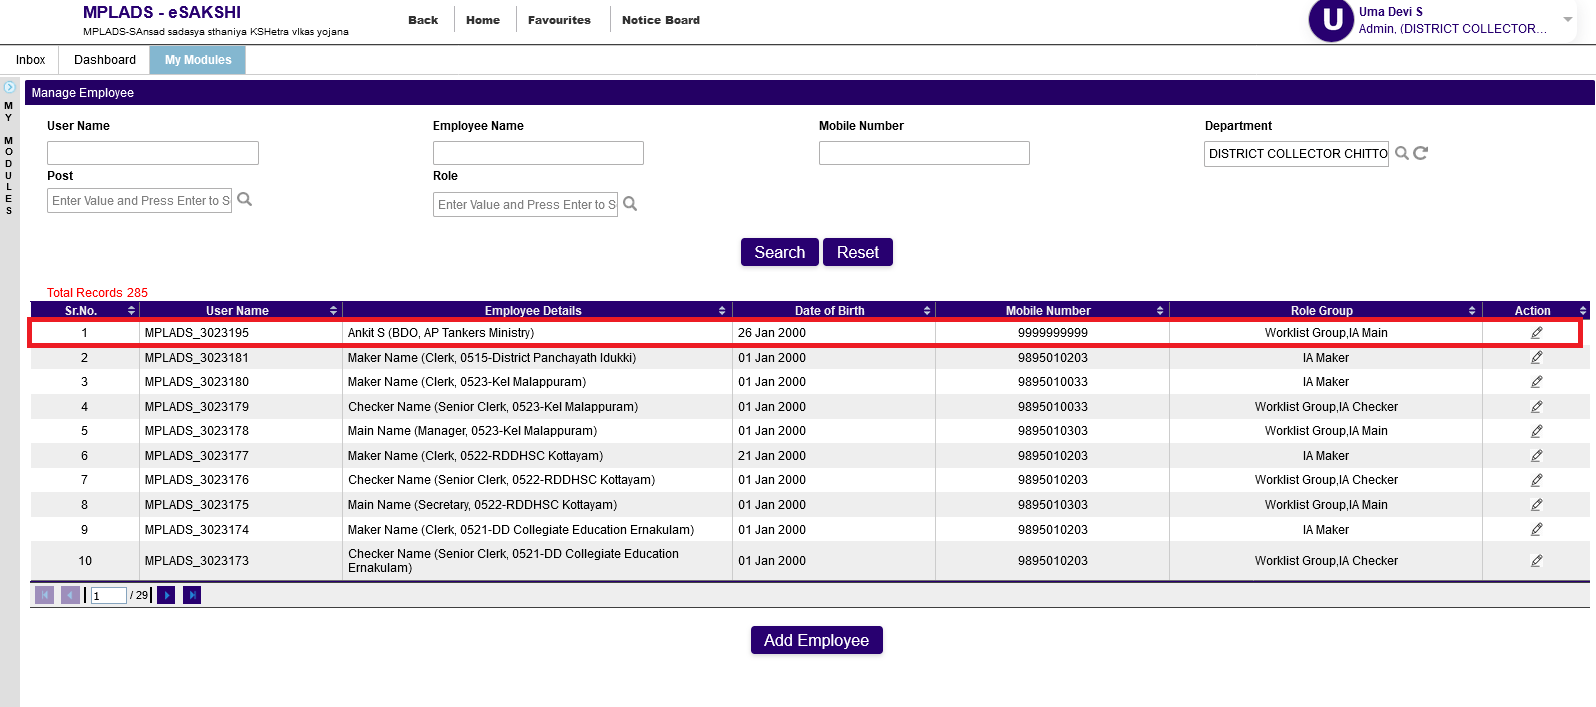 MPLADS - eSAKSHI
MPLADS-SAnsad sadasya sthaniya KSHetra vIkas yojana
Back Home Favourites Notice Board
U
Uma Devi S
Admin, (DISTRICT COLLECTOR...
Inbox Dashboard My Modules
MY MODULES
Manage Employee
User Name Employee Name Mobile Number Department
DISTRICT COLLECTOR CHITTO
Post Role
Enter Value and Press Enter to S Enter Value and Press Enter to S
Search Reset
Total Records 285
Sr.No. User Name Employee Details Date of Birth Mobile Number Role Group Action
1 MPLADS_3023195 Ankit S (BDO, AP Tankers Ministry) 26 Jan 2000 9999999999 Worklist Group,IA Main
2 MPLADS_3023181 Maker Name (Clerk, 0515-District Panchayath Idukki) 01 Jan 2000 9895010203 IA Maker
3 MPLADS_3023180 Maker Name (Clerk, 0523-Kel Malappuram) 01 Jan 2000 9895010033 IA Maker
4 MPLADS_3023179 Checker Name (Senior Clerk, 0523-Kel Malappuram) 01 Jan 2000 9895010033 Worklist Group,IA Checker
5 MPLADS_3023178 Main Name (Manager, 0523-Kel Malappuram) 01 Jan 2000 9895010303 Worklist Group,IA Main
6 MPLADS_3023177 Maker Name (Clerk, 0522-RDDHSC Kottayam) 21 Jan 2000 9895010203 IA Maker
7 MPLADS_3023176 Checker Name (Senior Clerk, 0522-RDDHSC Kottayam) 01 Jan 2000 9895010203 Worklist Group,IA Checker
8 MPLADS_3023175 Main Name (Secretary, 0522-RDDHSC Kottayam) 01 Jan 2000 9895010203 Worklist Group,IA Main
9 MPLADS_3023174 Maker Name (Clerk, 0521-DD Collegiate Education Ernakulam) 01 Jan 2000 9895010203 IA Maker
10 MPLADS_3023173 Checker Name (Senior Clerk, 0521-DD Collegiate Education Ernakulam) 01 Jan 2000 9895010203 Worklist Group,IA Checker
1 / 29
Add Employee